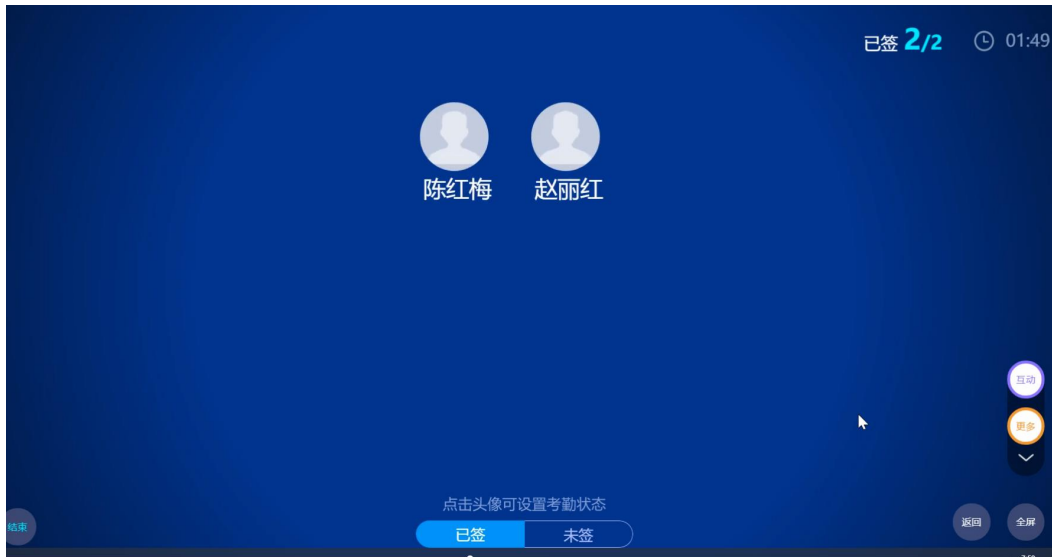 已签 2/2 01:49
陈红梅 赵丽红
互动
更多
点击头像可设置考勤状态
结束
已签 未签
返回 全屏